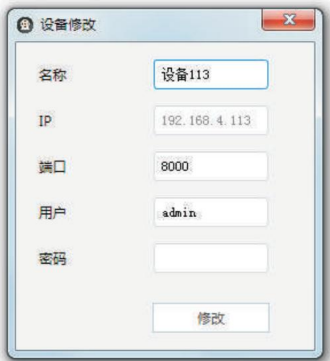 设备修改
名称 设备113
IP 192.168.4.113
端口 8000
用户 admin
密码
修改